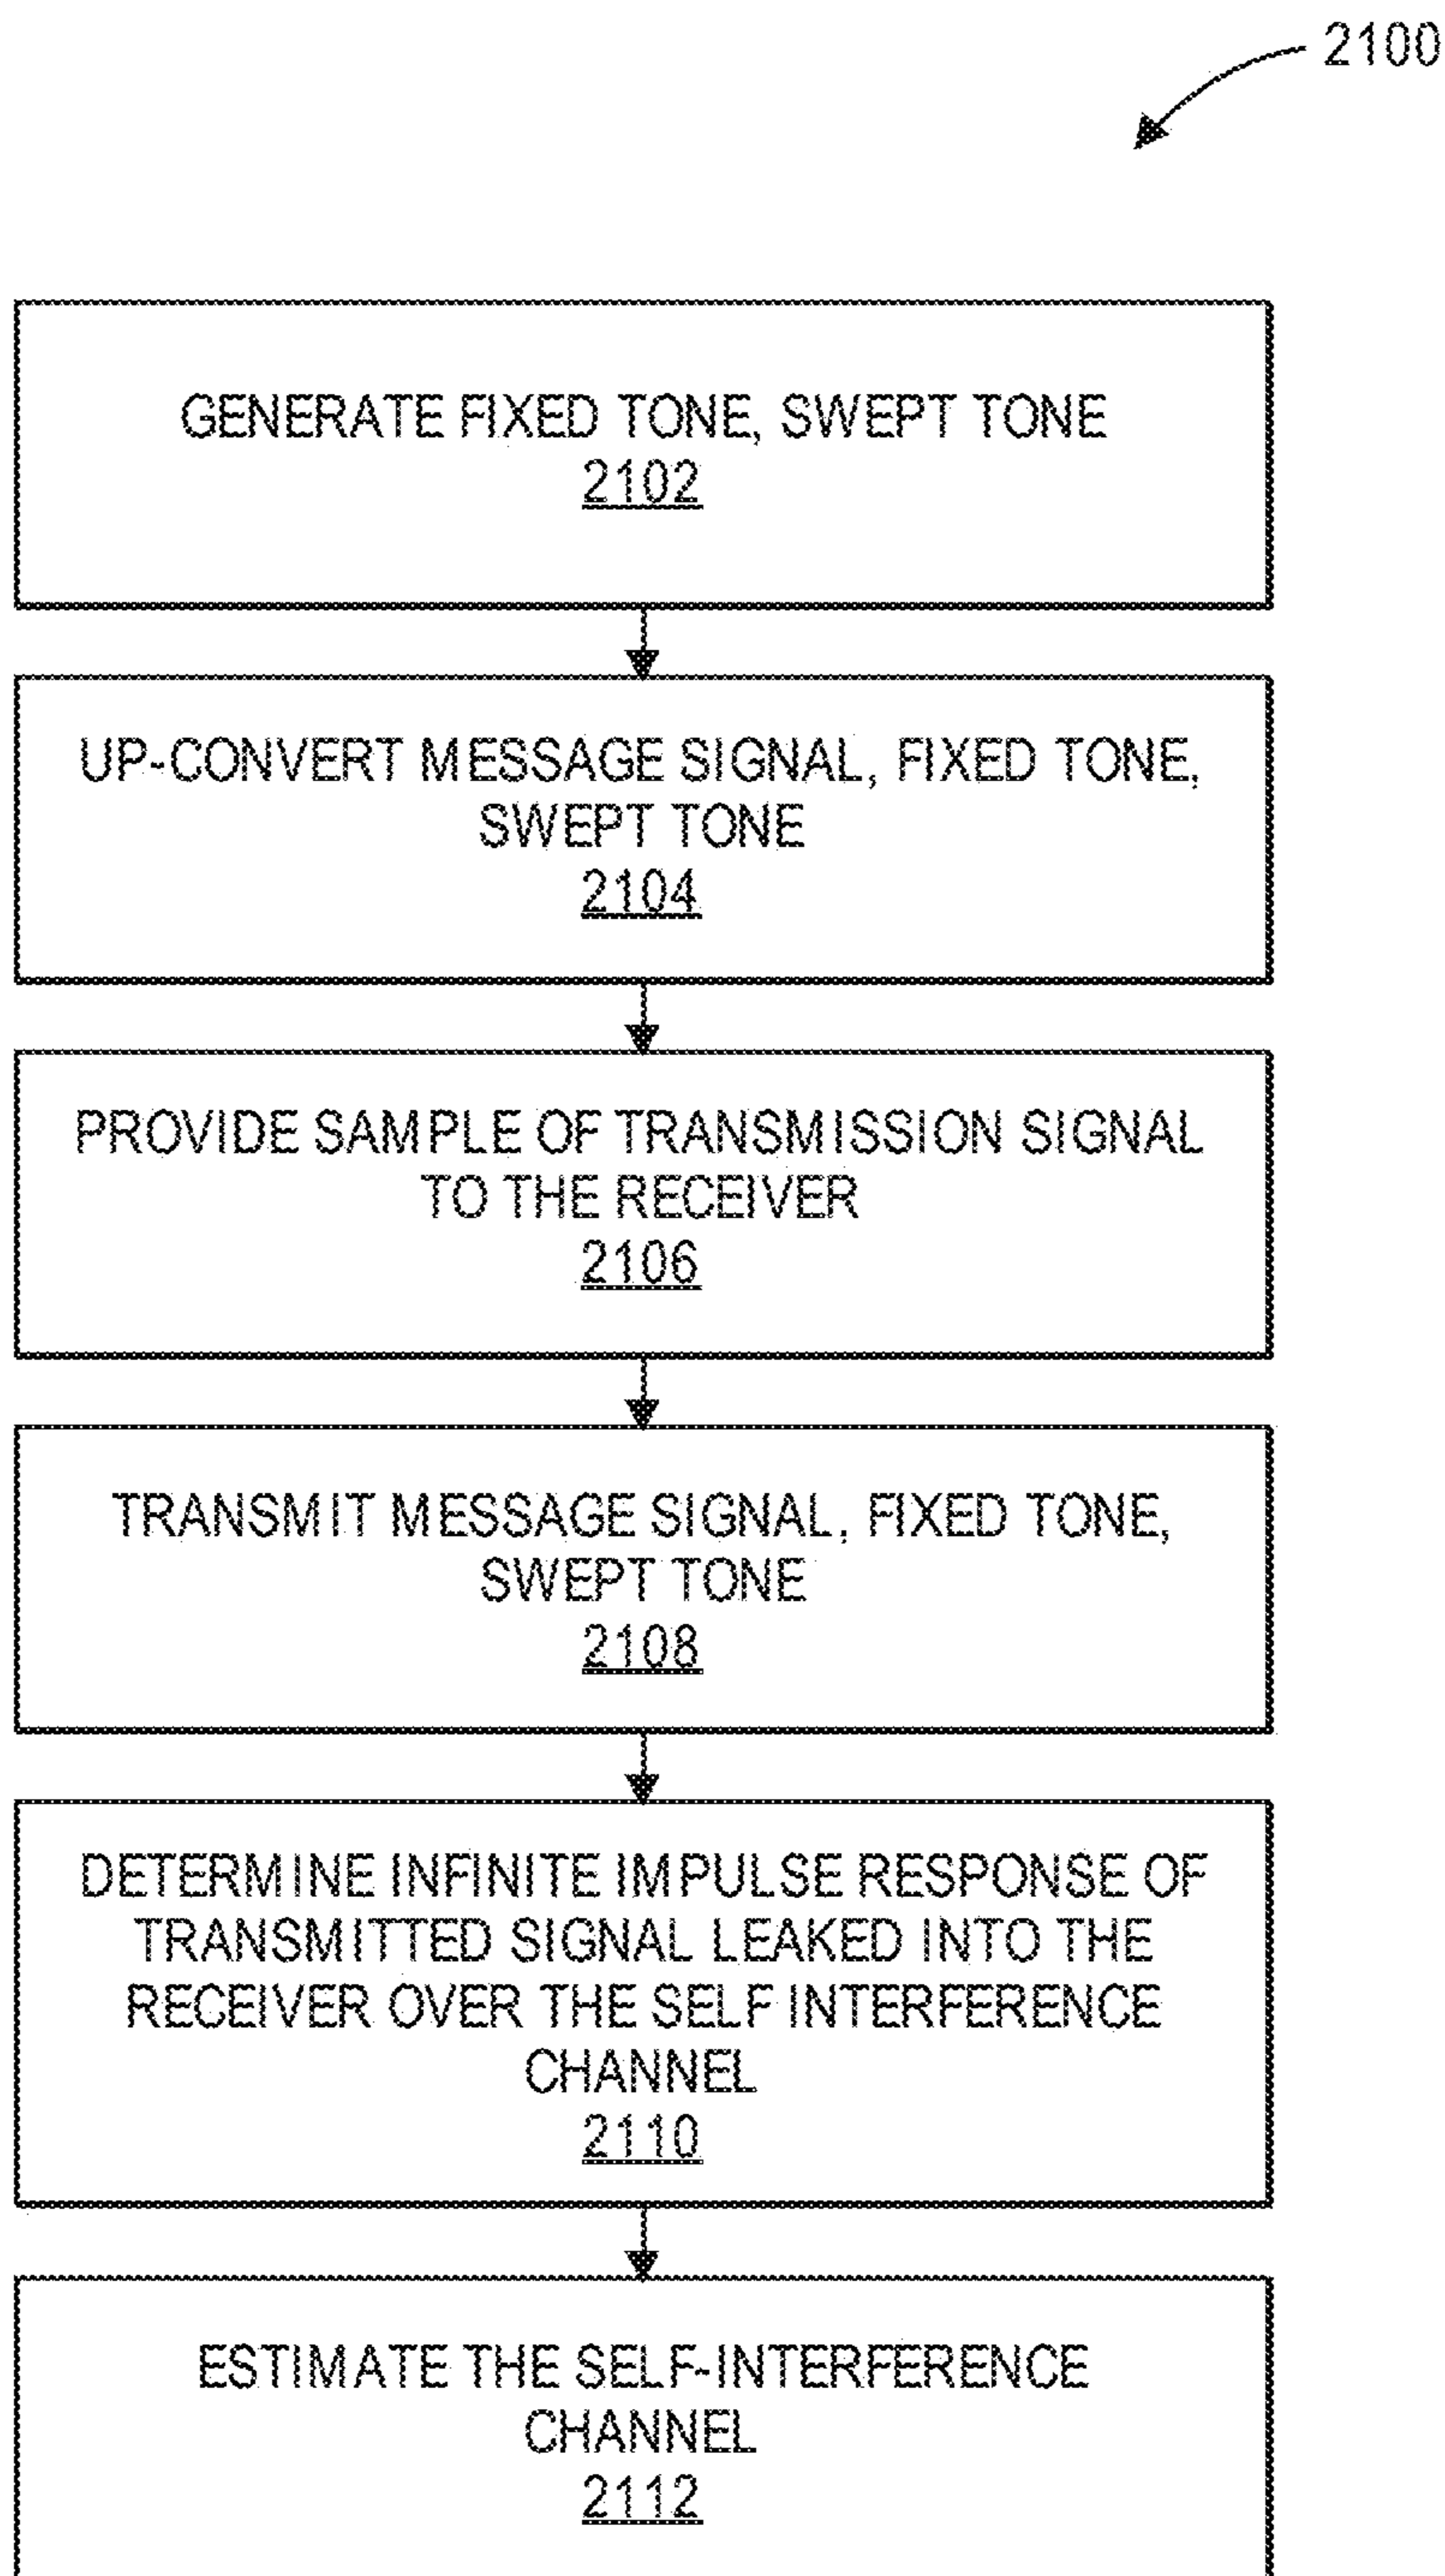 2100
GENERATE FIXED TONE, SWEPT TONE
2102
UP-CONVERT MESSAGE SIGNAL, FIXED TONE,
SWEPT TONE
2104
PROVIDE SAMPLE OF TRANSMISSION SIGNAL
TO THE RECEIVER
2106
TRANSMIT MESSAGE SIGNAL, FIXED TONE,
SWEPT TONE
2108
DETERMINE INFINITE IMPULSE RESPONSE OF
TRANSMITTED SIGNAL LEAKED INTO THE
RECEIVER OVER THE SELF INTERFERENCE
CHANNEL
2110
ESTIMATE THE SELF-INTERFERENCE
CHANNEL
2112